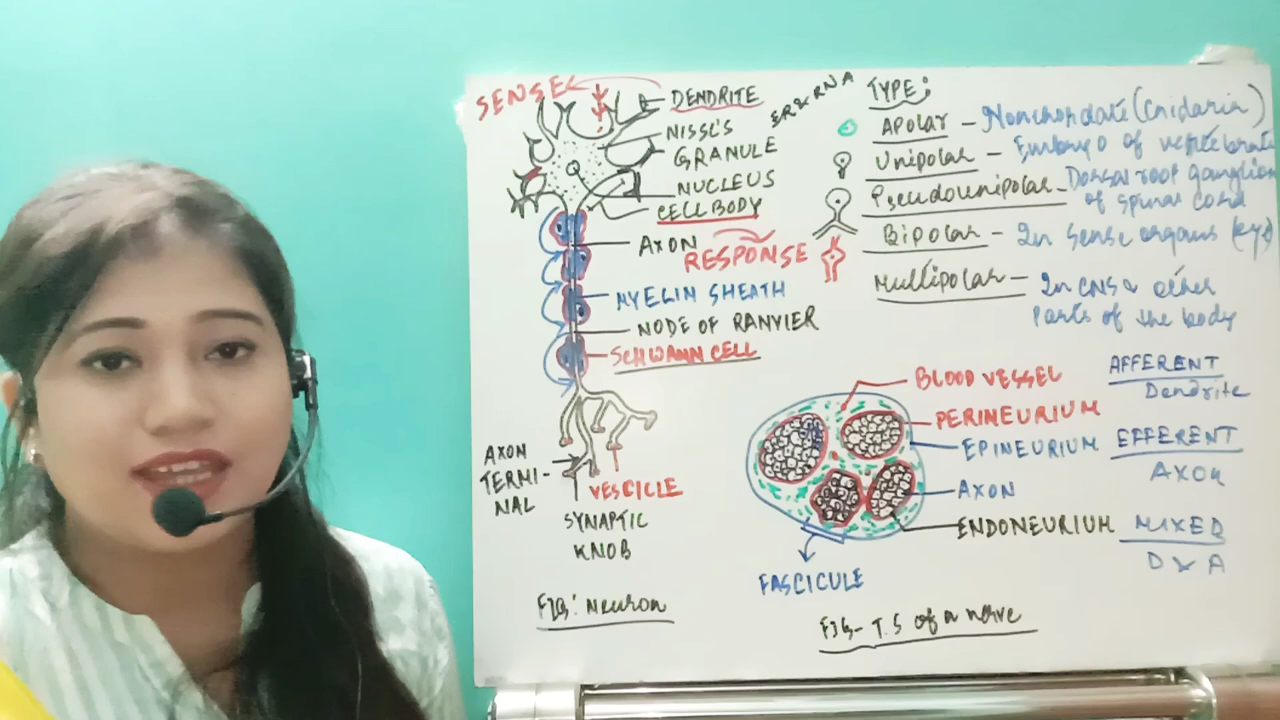 SENSE
DENDRITE
NISSL'S
GRANULE
ER & RNA
NUCLEUS
CELL BODY
AXON
RESPONSE
MYELIN SHEATH
NODE OF RANVIER
SCHWANN CELL
AXON
TERMI-
NAL
VESCICLE
SYNAPTIC
KNOB
FIG: Neuron
TYPE:
APOLAR - Nonchordate (Cnidaria)
Unipolar - Embryo of vertebrate
Pseudounipolar - Dorsal root ganglion
of spinal cord
Bipolar - In sense organs (eye)
Multipolar - In CNS & other
parts of the body
BLOOD VESSEL
PERINEURIUM
EPINEURIUM
AXON
ENDONEURIUM
FASCICULE
FIG- T.S of a nerve
AFFERENT
Dendrite
EFFERENT
AXON
MIXED
D & A